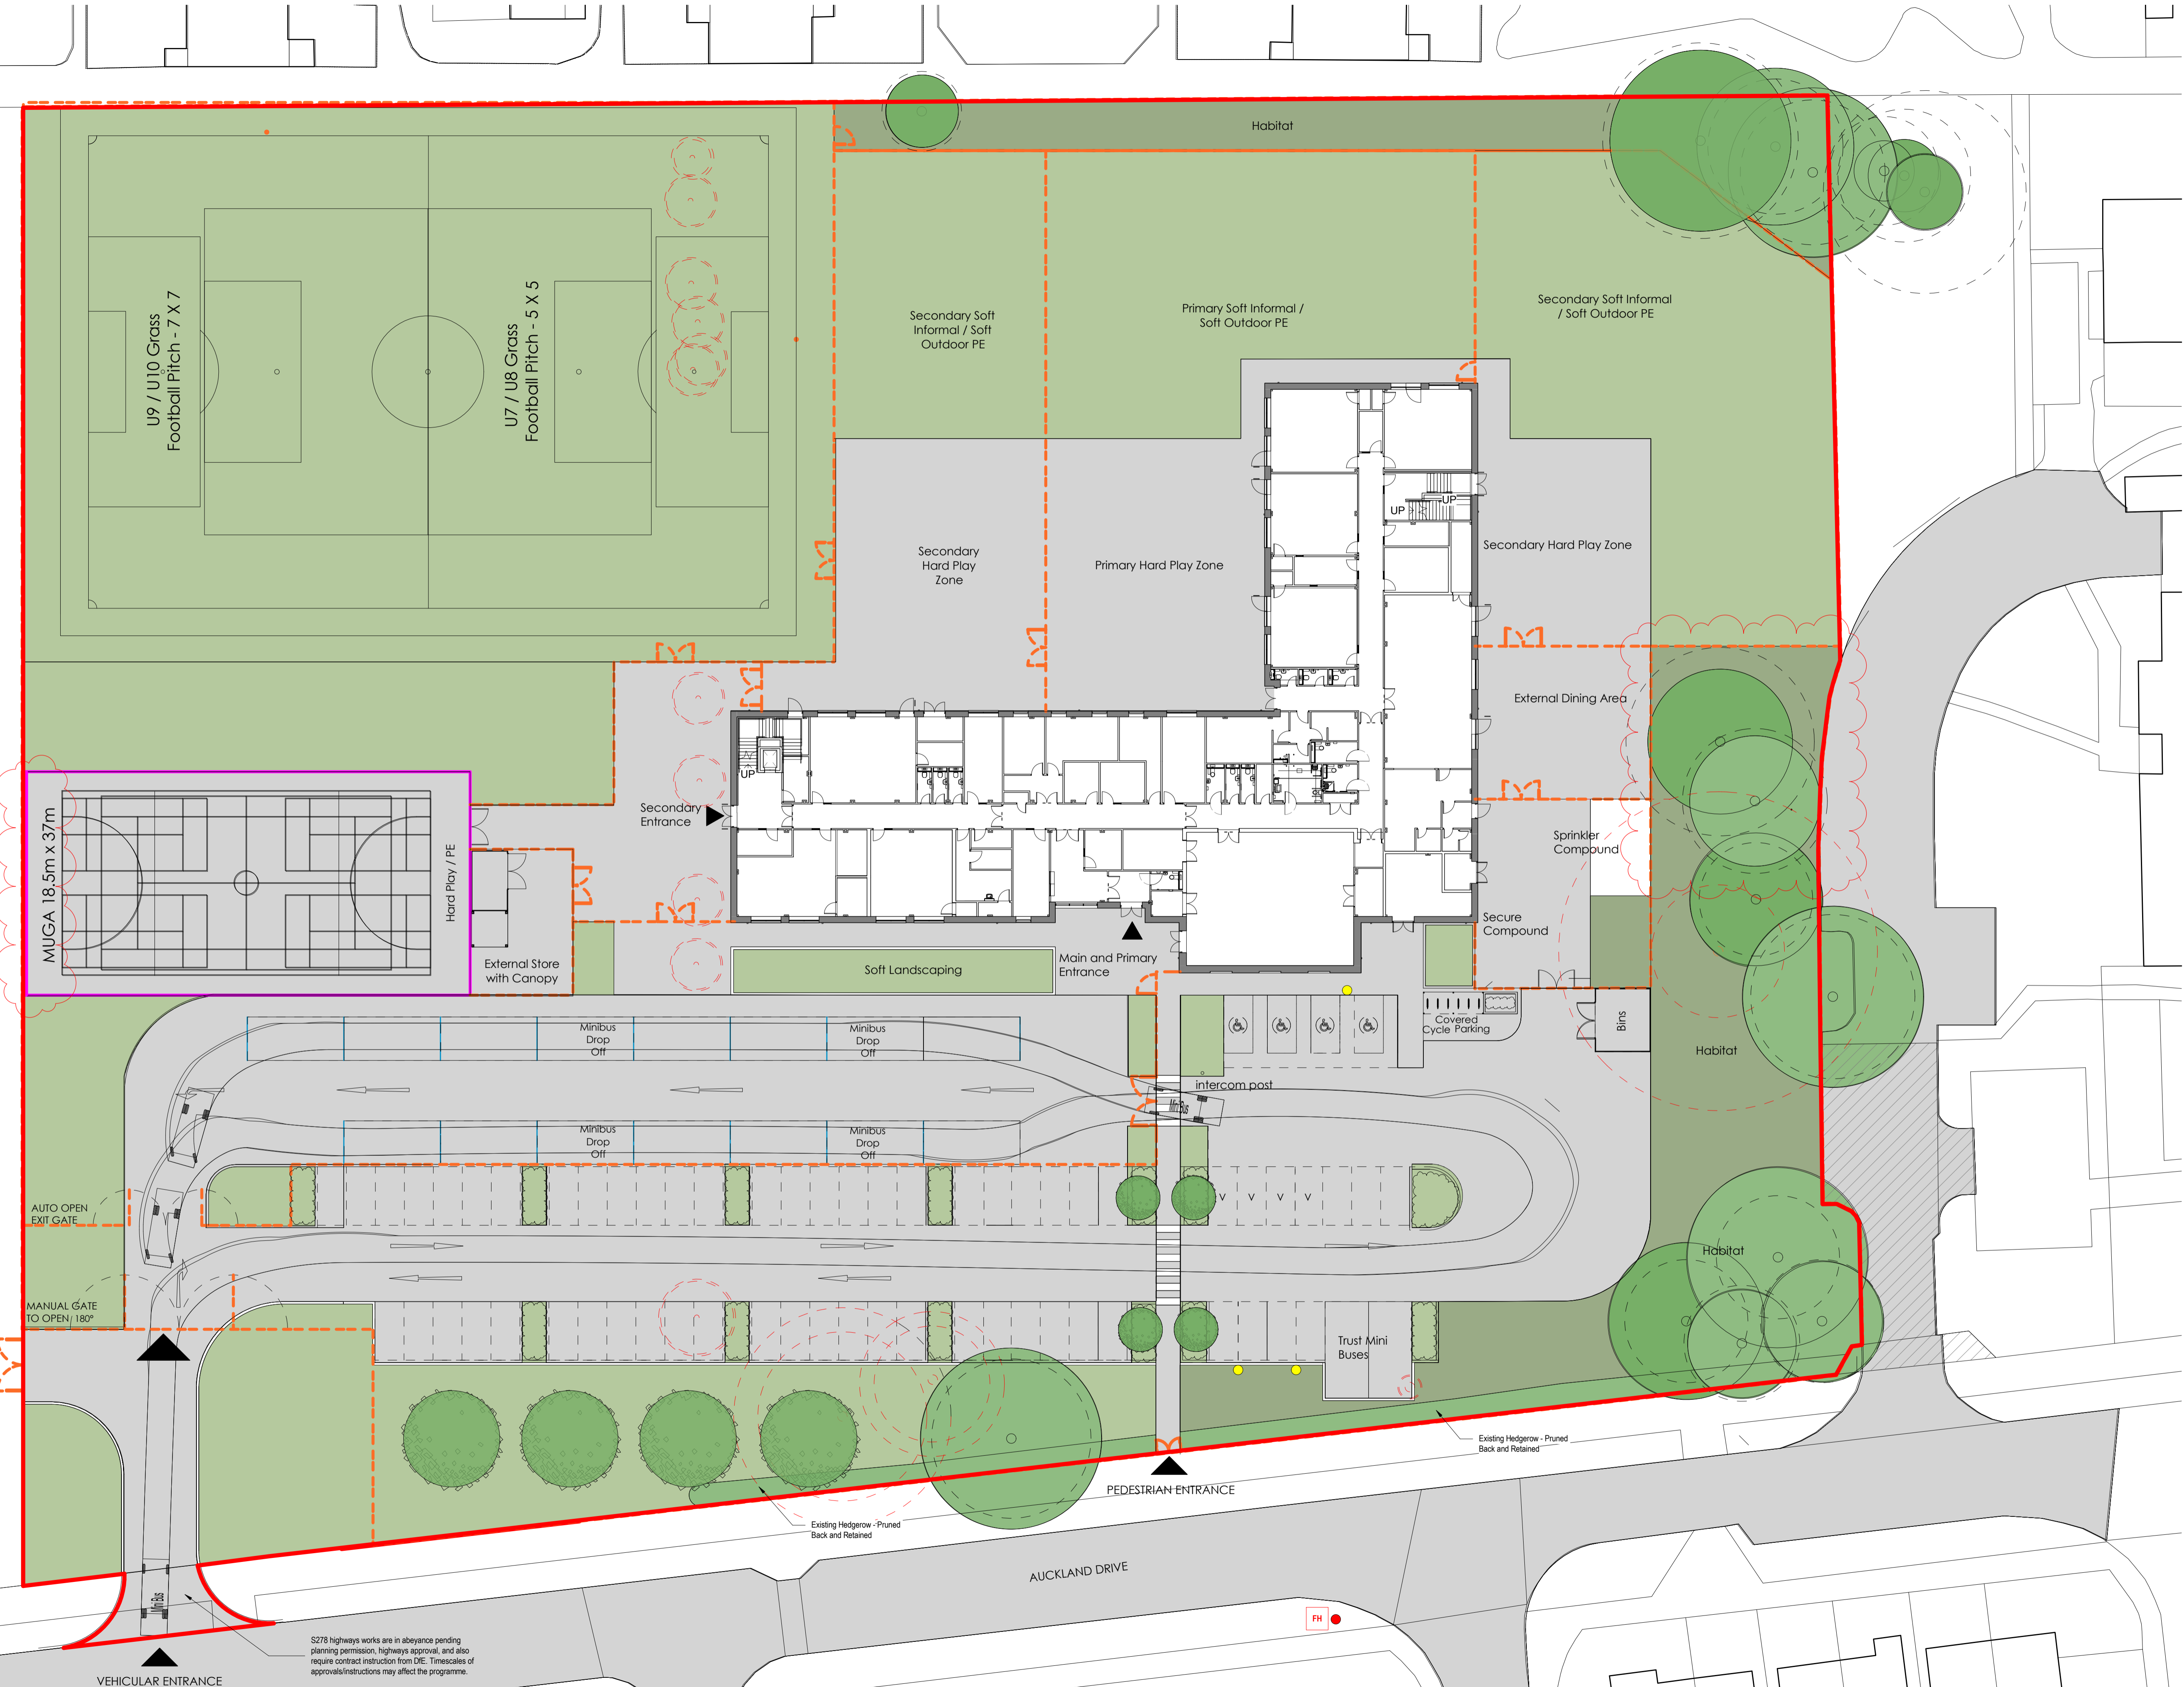 Habitat
U9 / U10 Grass
Football Pitch - 7 X 7
U7 / U8 Grass
Football Pitch - 5 X 5
Secondary Soft
Informal / Soft
Outdoor PE
Primary Soft Informal /
Soft Outdoor PE
Secondary Soft Informal
/ Soft Outdoor PE
UP
UP
Secondary
Hard Play
Zone
Primary Hard Play Zone
Secondary Hard Play Zone
External Dining Area
UP
Secondary
Entrance
MUGA 18.5m x 37m
Hard Play / PE
External Store
with Canopy
Sprinkler
Compound
Secure
Compound
Soft Landscaping
Main and Primary
Entrance
Minibus
Drop
Off
Minibus
Drop
Off
Covered
Cycle Parking
Bins
Habitat
intercom post
Mini Bus
Minibus
Drop
Off
Minibus
Drop
Off
AUTO OPEN
EXIT GATE
V V V V
Habitat
MANUAL GATE
TO OPEN 180°
Trust Mini
Buses
Existing Hedgerow - Pruned
Back and Retained
PEDESTRIAN ENTRANCE
Existing Hedgerow - Pruned
Back and Retained
AUCKLAND DRIVE
Mini Bus
FH
S278 highways works are in abeyance pending
planning permission, highways approval, and also
require contract instruction from DfE. Timescales of
approvals/instructions may affect the programme.
VEHICULAR ENTRANCE